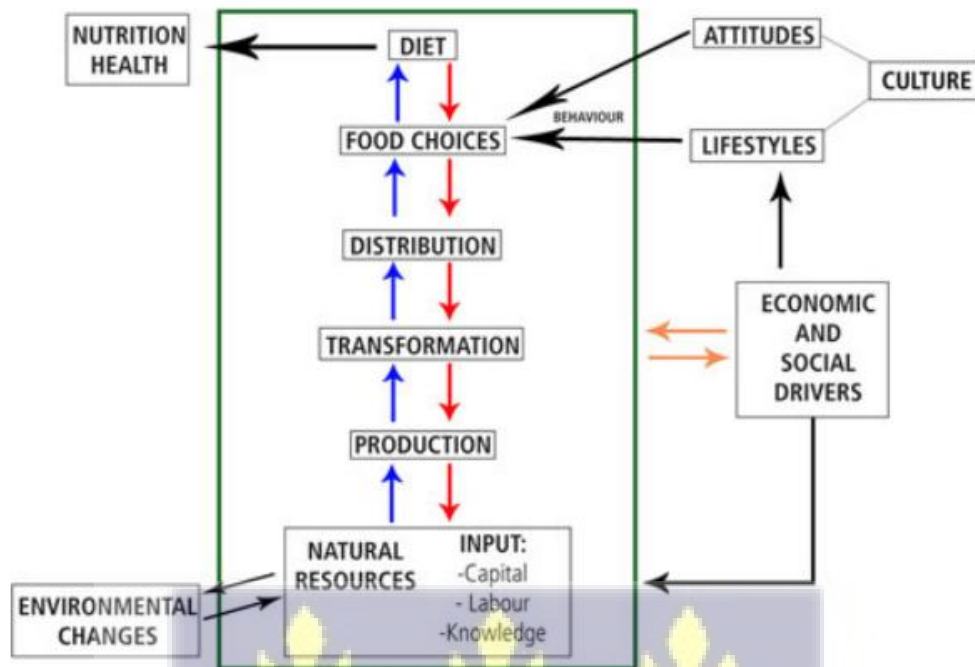 NUTRITION
HEALTH
DIET
ATTITUDES
CULTURE
BEHAVIOUR
FOOD CHOICES
LIFESTYLES
DISTRIBUTION
ECONOMIC
AND
SOCIAL
DRIVERS
TRANSFORMATION
PRODUCTION
NATURAL
RESOURCES
INPUT:
-Capital
- Labour
-Knowledge
ENVIRONMENTAL
CHANGES